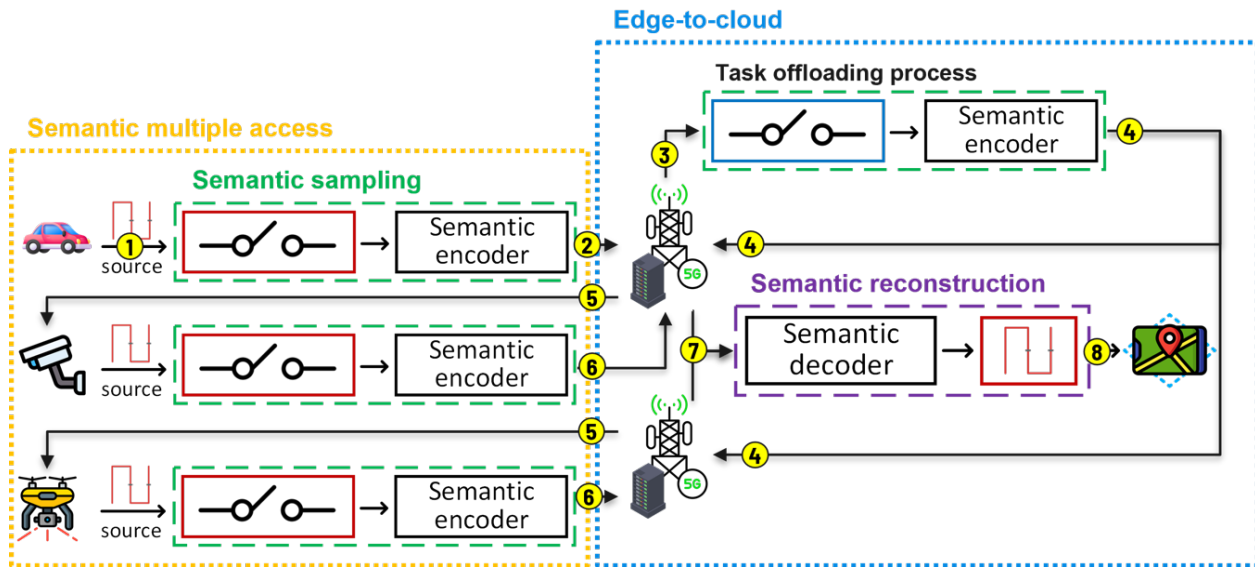 Edge-to-cloud
Task offloading process
Semantic
encoder
4
3
Semantic multiple access
Semantic sampling
1
source
Semantic
encoder
2
5G
4
Semantic reconstruction
5
source
Semantic
encoder
6
7
Semantic
decoder
8
5
source
Semantic
encoder
6
5G
4